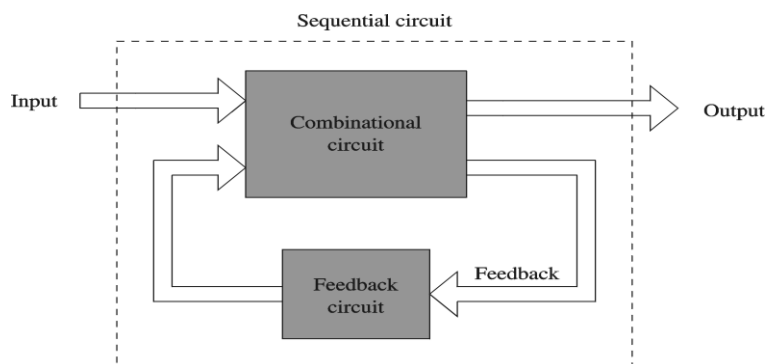 Sequential circuit
Input
Combinational
circuit
Output
Feedback
Feedback
circuit